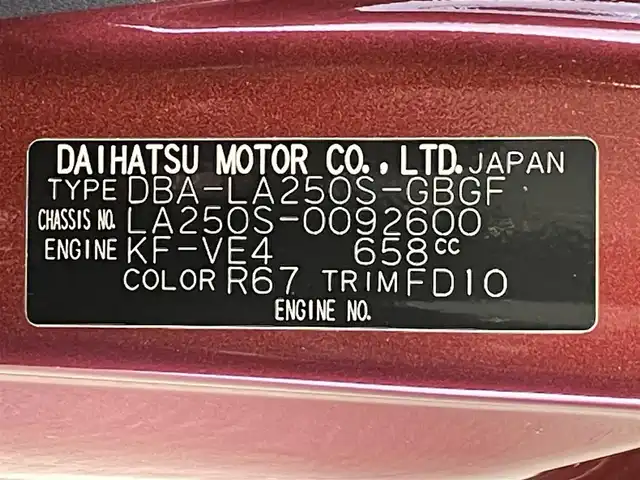 DAIHATSU MOTOR CO., LTD. JAPAN
TYPE DBA-LA250S-GBGF
CHASSIS NO. LA250S-0092600
ENGINE KF-VE4 658cc
COLOR R67 TRIM FD10
ENGINE NO.